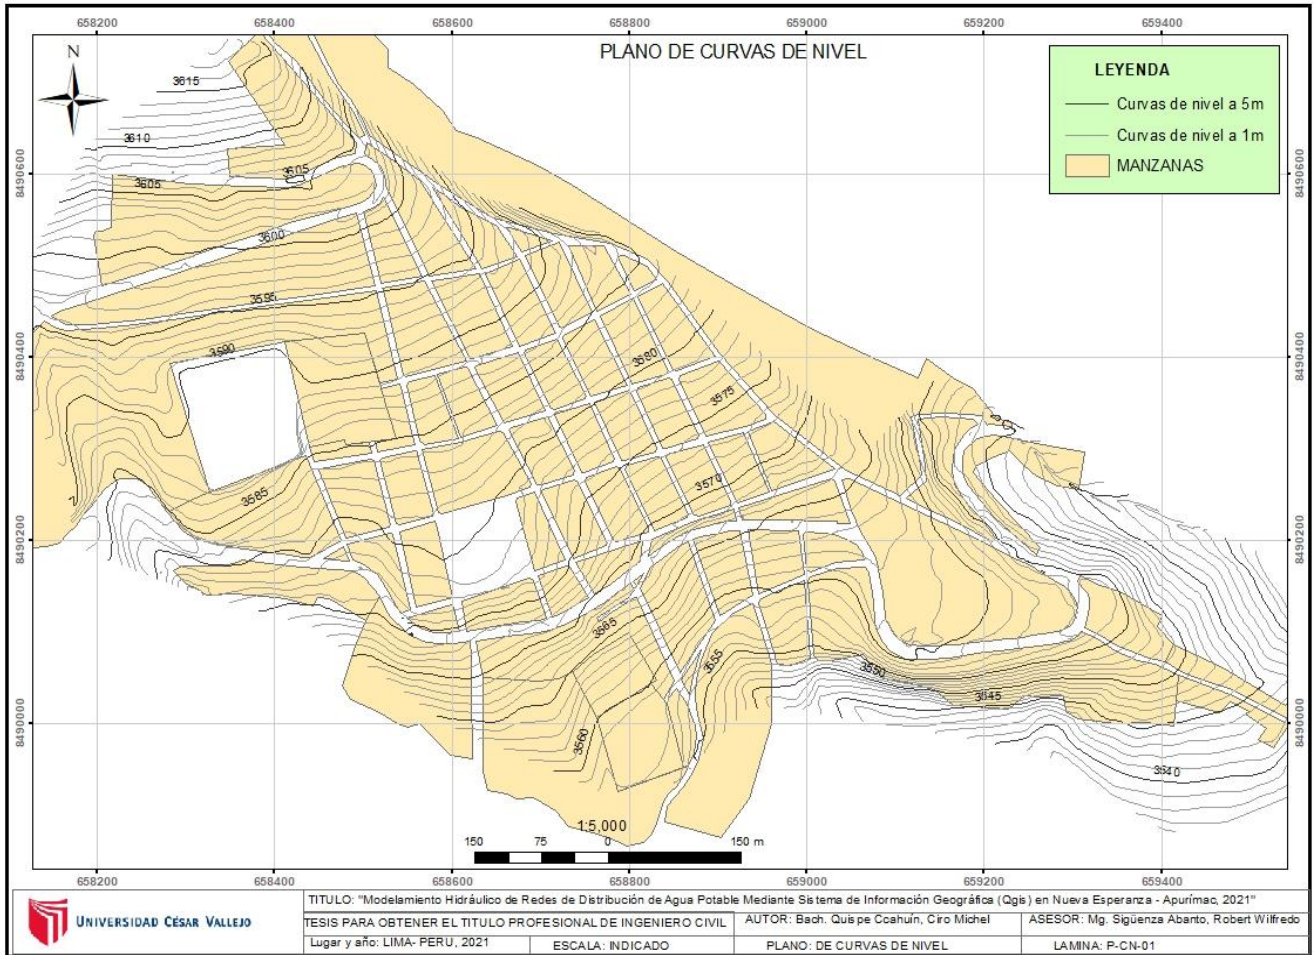 658200 658400 658600 658800 659000 659200 659400
PLANO DE CURVAS DE NIVEL
N
LEYENDA
Curvas de nivel a 5m
Curvas de nivel a 1m
MANZANAS
3615
3610
3605
3605
3600
3595
3590
3585
3580
3575
3570
3565
3555
3560
3550
3545
3540
8490600
8490400
8490200
8490000
8490600
8490400
8490200
8490000
1:5,000
150 75 0 150 m
658200 658400 658600 658800 659000 659200 659400
UNIVERSIDAD CÉSAR VALLEJO
TITULO: "Modelamiento Hidráulico de Redes de Distribución de Agua Potable Mediante Sistema de Información Geográfica (Qgis) en Nueva Esperanza - Apurímac, 2021"
TESIS PARA OBTENER EL TITULO PROFESIONAL DE INGENIERO CIVIL
AUTOR: Bach. Quispe Ccahuín, Ciro Michel
ASESOR: Mg. Sigüenza Abanto, Robert Wilfredo
Lugar y año: LIMA- PERU, 2021
ESCALA: INDICADO
PLANO: DE CURVAS DE NIVEL
LAMINA: P-CN-01